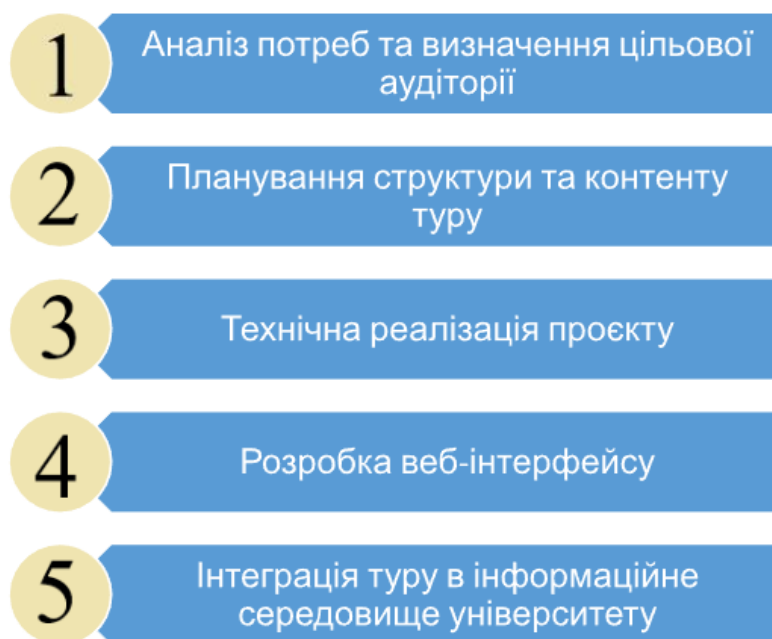 1
Аналіз потреб та визначення цільової
аудіторії
2
Планування структури та контенту
туру
3
Технічна реалізація проєкту
4
Розробка веб-інтерфейсу
5
Інтеграція туру в інформаційне
середовище університету